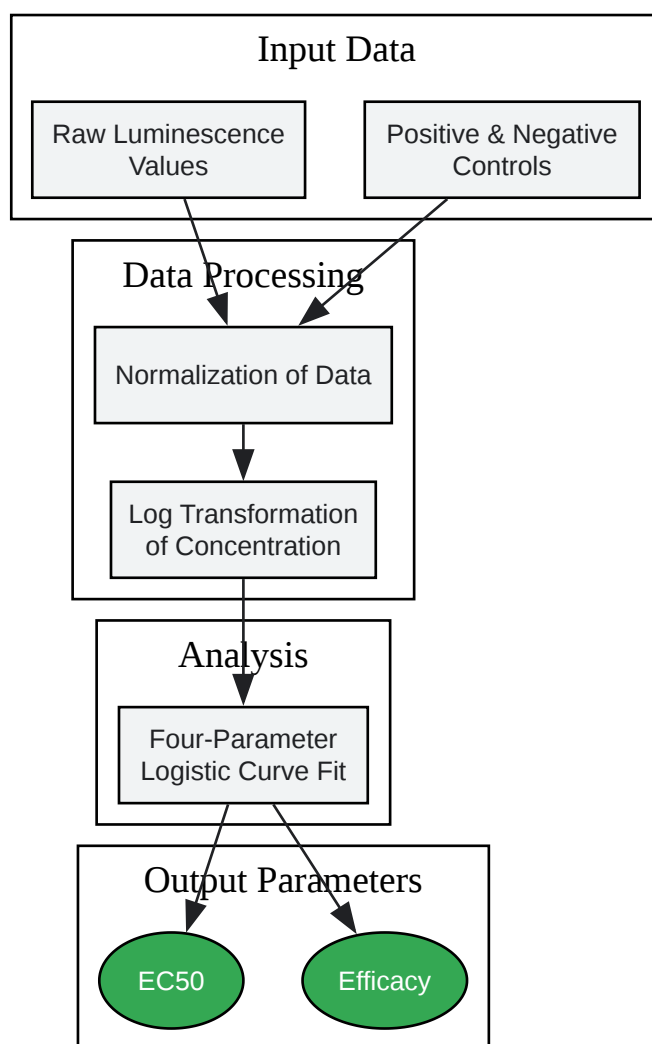 Input Data
Raw Luminescence
Values
Positive & Negative
Controls
Data Processing
Normalization of Data
Log Transformation
of Concentration
Analysis
Four-Parameter
Logistic Curve Fit
Output Parameters
EC50
Efficacy